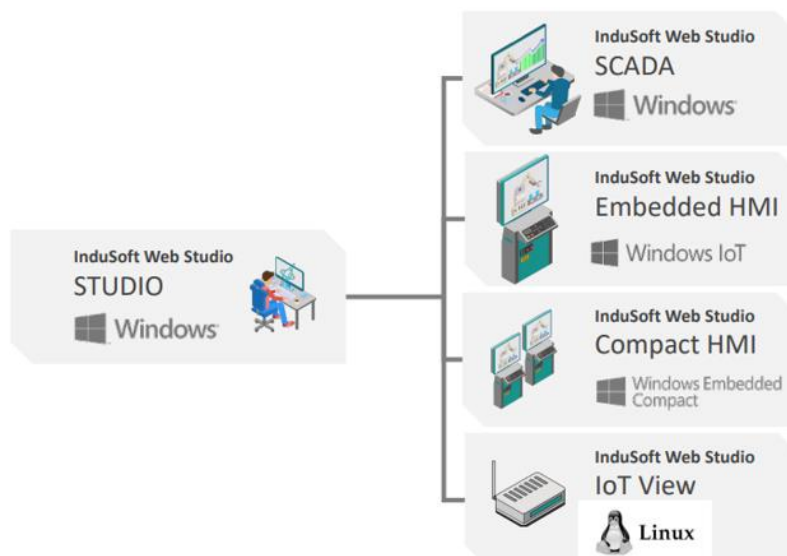 InduSoft Web Studio
STUDIO
Windows
InduSoft Web Studio
SCADA
Windows
InduSoft Web Studio
Embedded HMI
Windows IoT
InduSoft Web Studio
Compact HMI
Windows Embedded
Compact
InduSoft Web Studio
IoT View
Linux